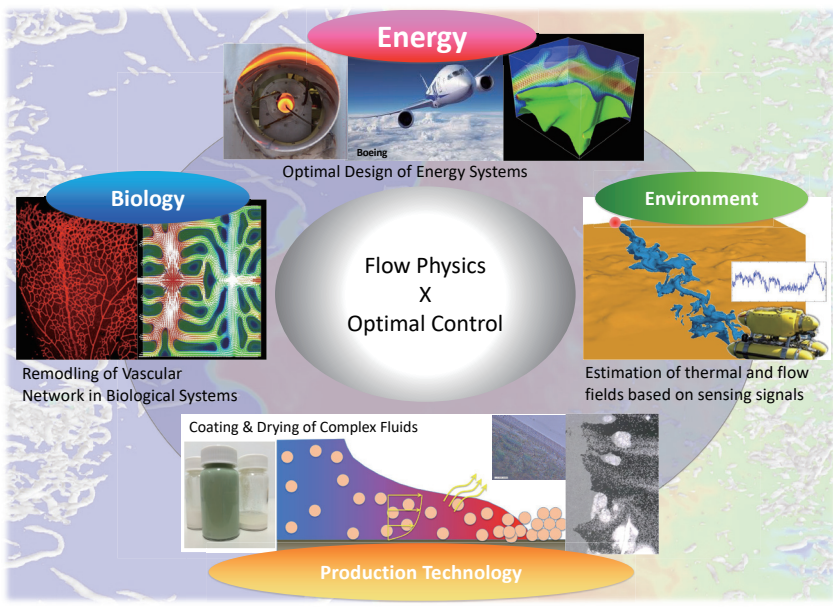 Energy
Boeing
Optimal Design of Energy Systems
Biology
Environment
Flow Physics
X
Optimal Control
Remodling of Vascular
Network in Biological Systems
Estimation of thermal and flow
fields based on sensing signals
Coating & Drying of Complex Fluids
Production Technology